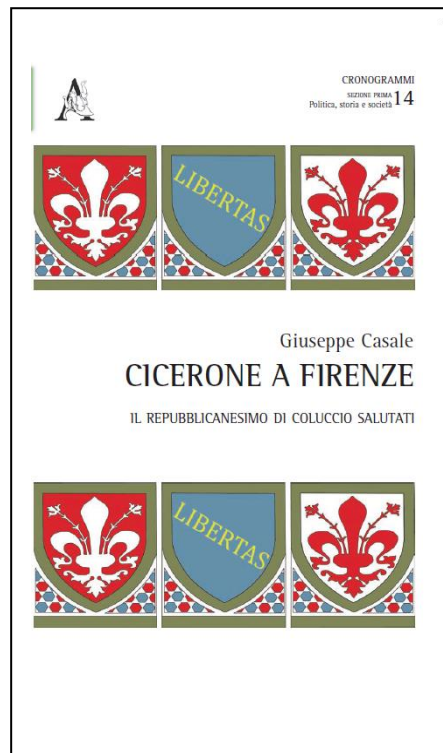 CRONOGRAMMI
SEZIONE PRIMA
Politica, storia e società 14
LIBERTAS
Giuseppe Casale
CICERONE A FIRENZE
IL REPUBBLICANESIMO DI COLUCCIO SALUTATI
LIBERTAS